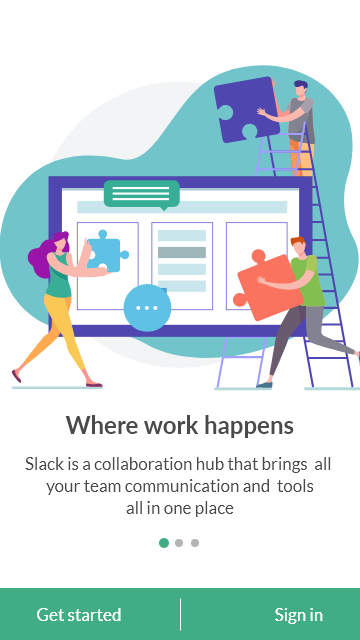 Where work happens
Slack is a collaboration hub that brings  all
your team communication and  tools
all in one place
Get started
Sign in